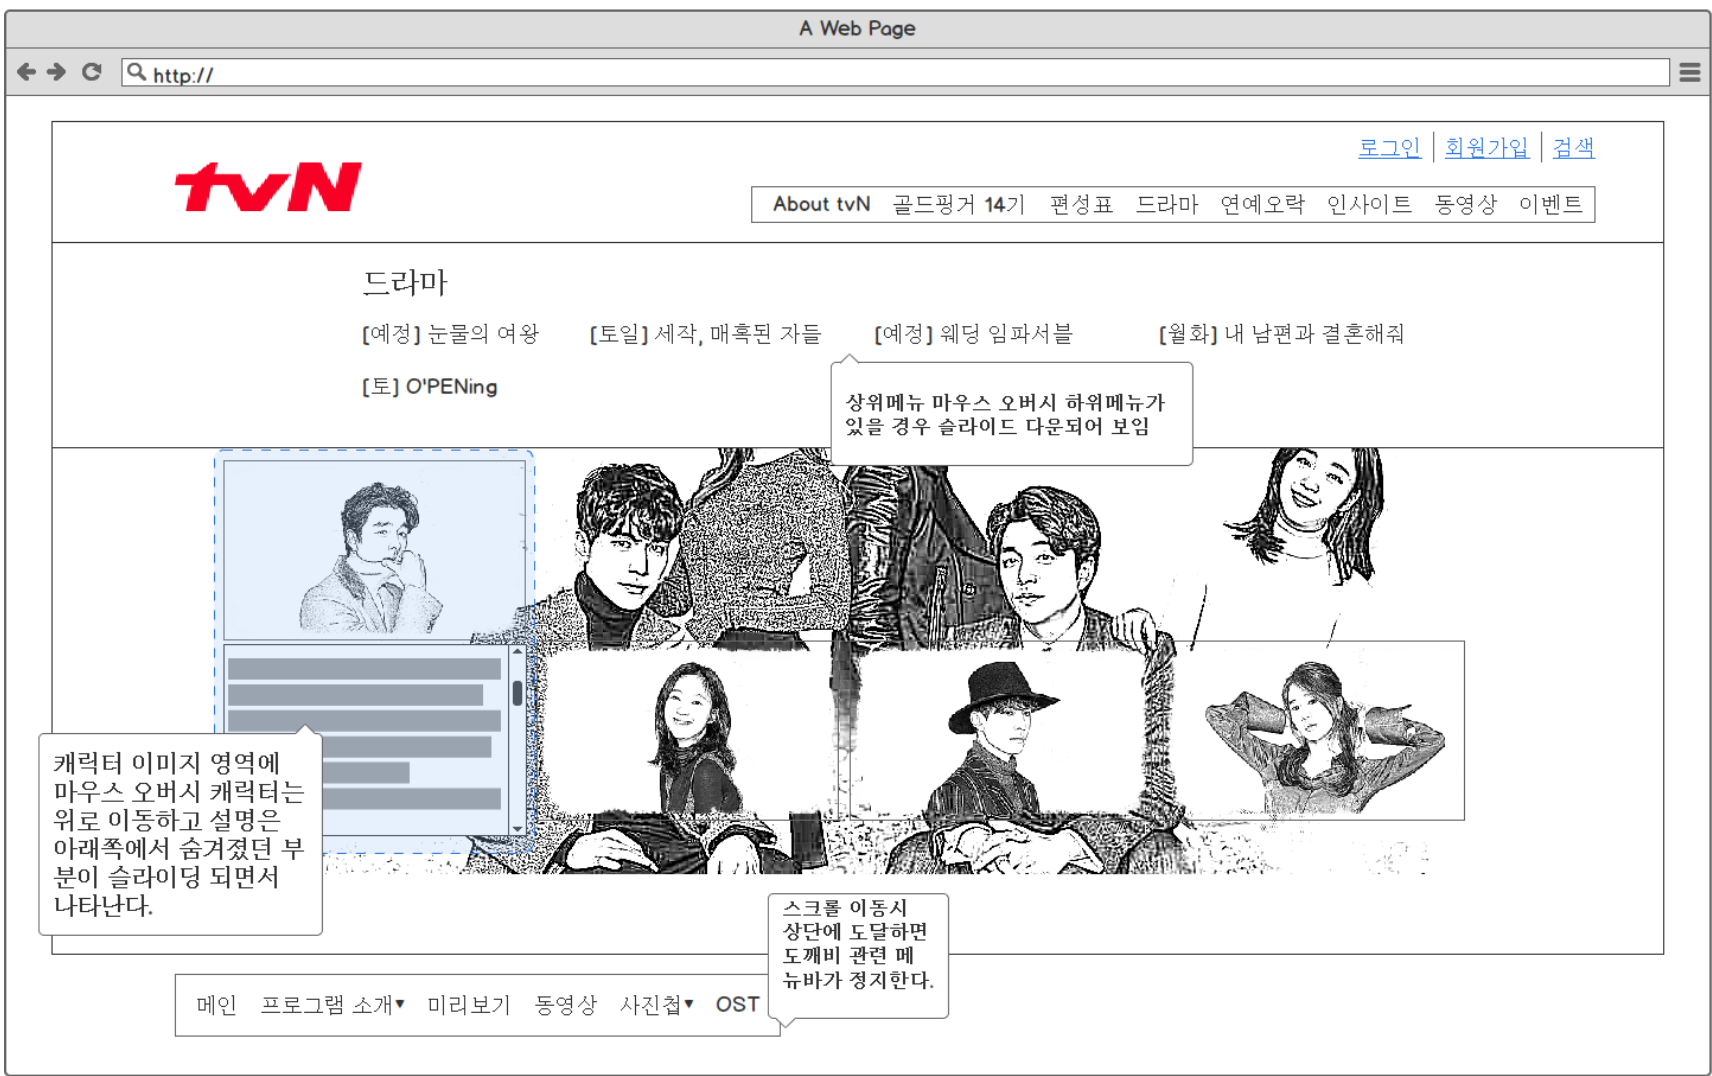 A Web Page
http://
로그인 회원가입 검색
tvN
About tvN 골드핑거 14기 편성표 드라마 연예오락 인사이트 동영상 이벤트
드라마
[예정] 눈물의 여왕 [토일] 세작, 매혹된 자들 [예정] 웨딩 임파서블 [월화] 내 남편과 결혼해줘
[토] O'PENing
상위메뉴 마우스 오버시 하위메뉴가
있을 경우 슬라이드 다운되어 보임
캐릭터 이미지 영역에
마우스 오버시 캐릭터는
위로 이동하고 설명은
아래쪽에서 숨겨졌던 부
분이 슬라이딩 되면서
나타난다.
스크롤 이동시
상단에 도달하면
도깨비 관련 메
뉴바가 정지한다.
메인 프로그램 소개▾ 미리보기 동영상 사진첩▾ OST